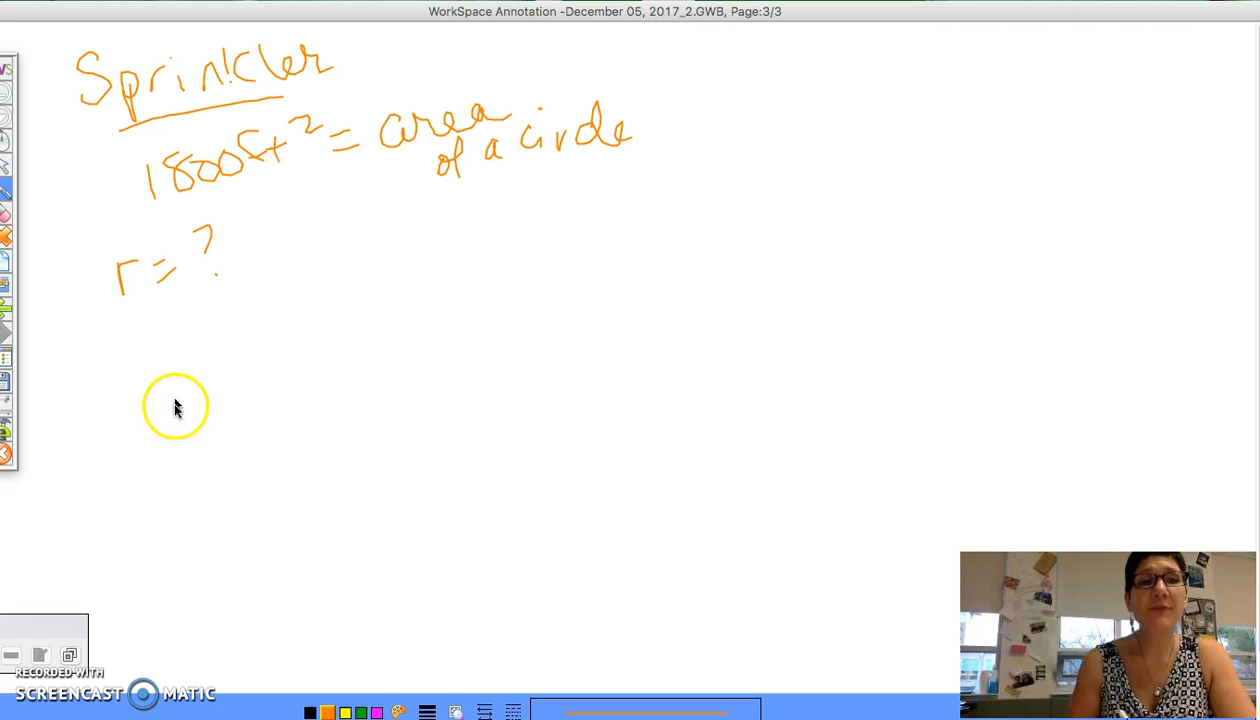 WorkSpace Annotation -December 05, 2017_2.GWB, Page:3/3
Sprinkler
1800ft² = area
of a circle
r = ?
RECORDED WITH
SCREENCAST MATIC